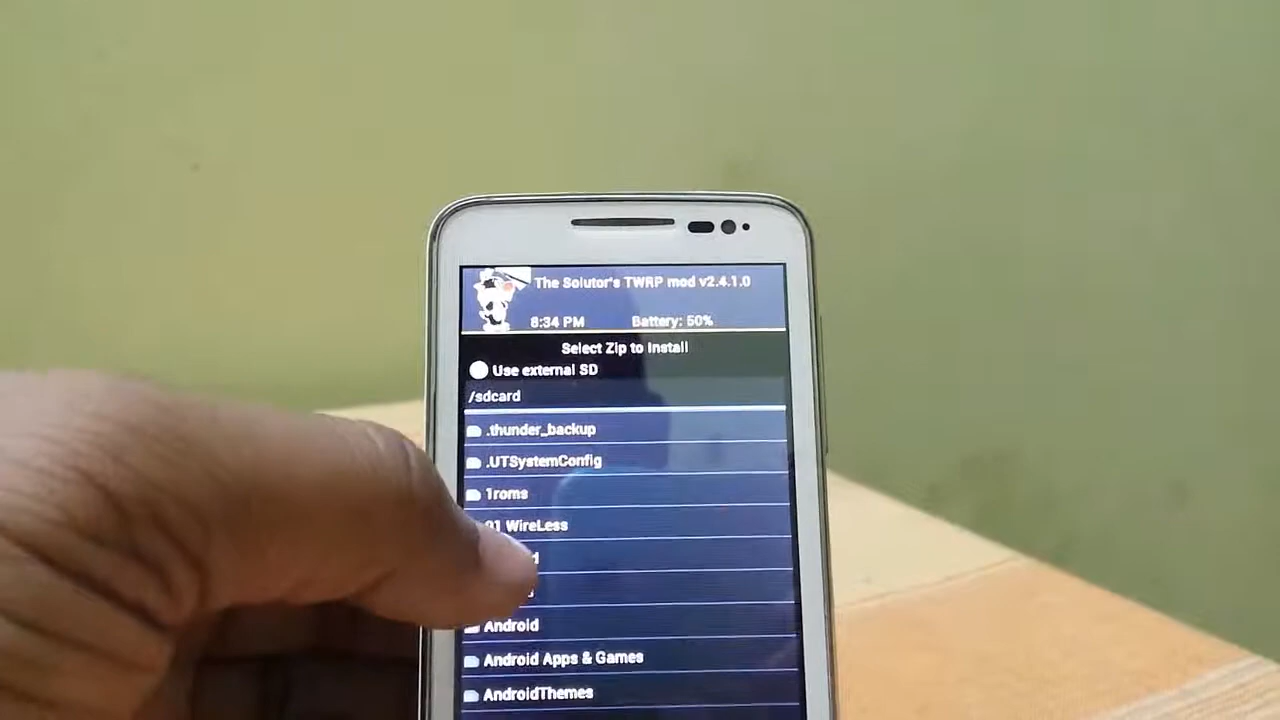 The Solutor's TWRP mod v2.4.1.0
8:34 PM Battery: 50%
Select Zip to Install
Use external SD
/sdcard
.thunder_backup
.UTSystemConfig
1roms
91 WireLess
Android
Android Apps & Games
AndroidThemes